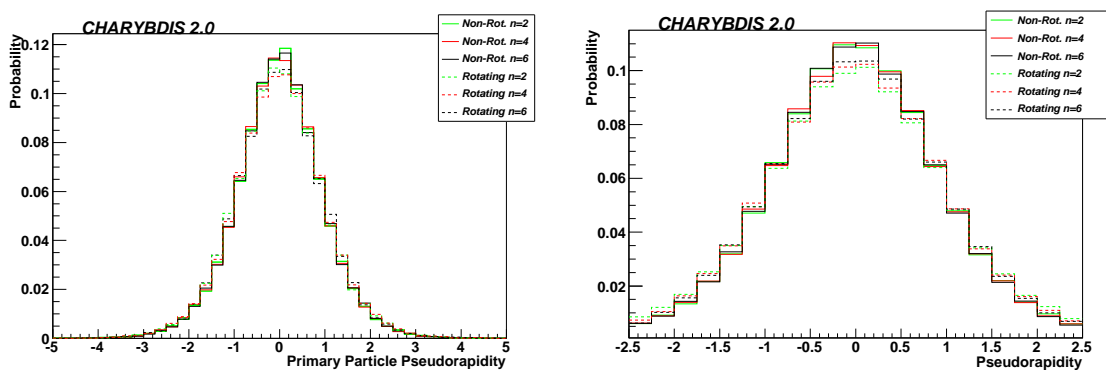 CHARYBDIS 2.0
Probability
0.12
0.1
0.08
0.06
0.04
0.02
0
-5 -4 -3 -2 -1 0 1 2 3 4 5
Primary Particle Pseudorapidity
Non-Rot. n=2
Non-Rot. n=4
Non-Rot. n=6
Rotating n=2
Rotating n=4
Rotating n=6
CHARYBDIS 2.0
Probability
0.1
0.08
0.06
0.04
0.02
-2.5 -2 -1.5 -1 -0.5 0 0.5 1 1.5 2 2.5
Pseudorapidity
Non-Rot. n=2
Non-Rot. n=4
Non-Rot. n=6
Rotating n=2
Rotating n=4
Rotating n=6